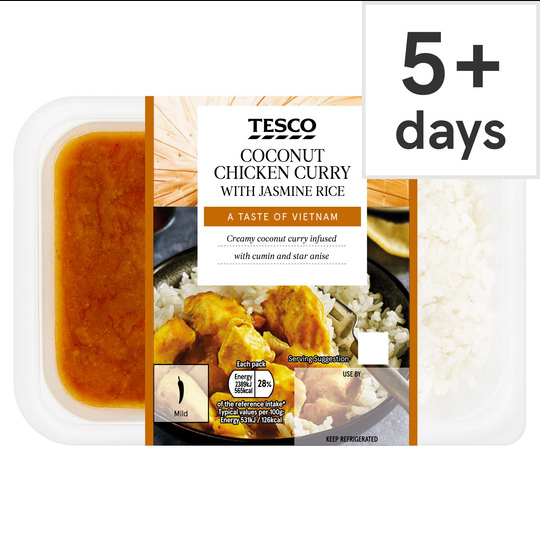 5+
days
TESCO
COCONUT
CHICKEN CURRY
WITH JASMINE RICE
A TASTE OF VIETNAM
Creamy coconut curry infused
with cumin and star anise
Serving Suggestion
Each pack
Energy
2389kJ
565kcal
28%
of the reference intake*
Typical values per 100g:
Energy 531kJ / 126kcal
Mild
USE BY
KEEP REFRIGERATED